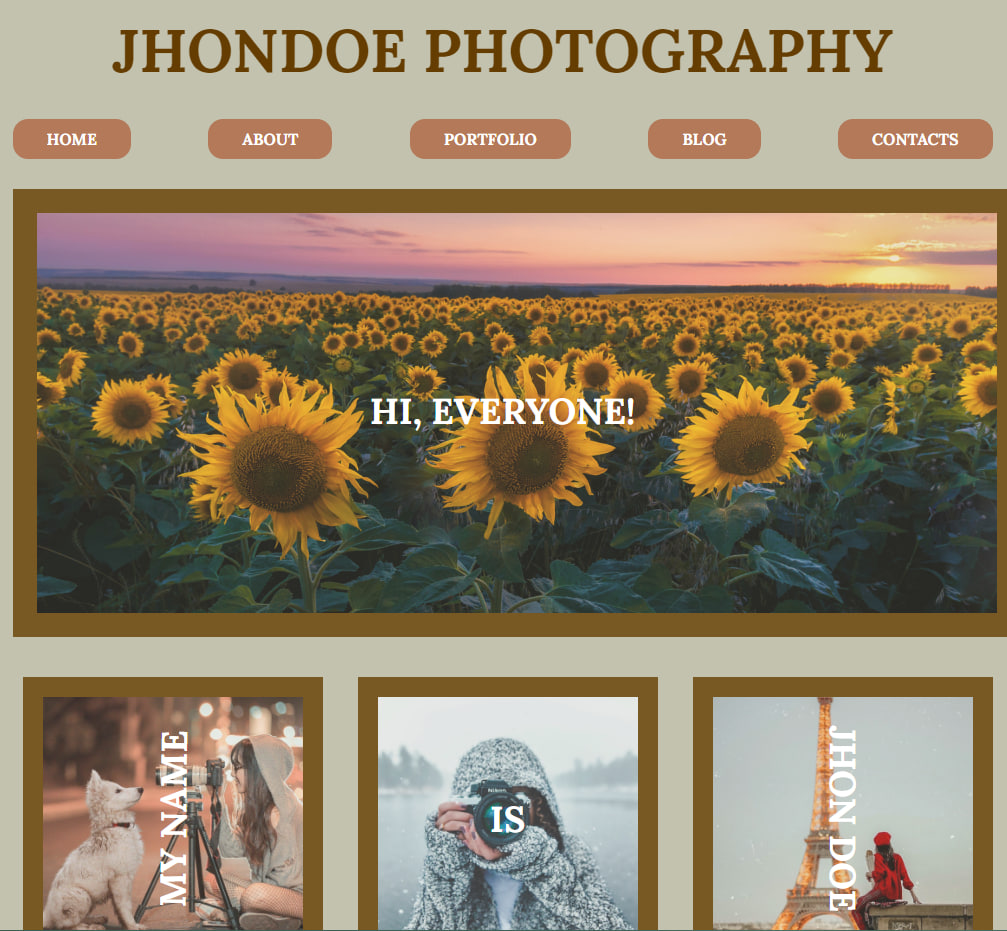 JHONDOE PHOTOGRAPHY
HOME
ABOUT
PORTFOLIO
BLOG
CONTACTS
HI, EVERYONE!
MY NAME
IS
JHON DOE